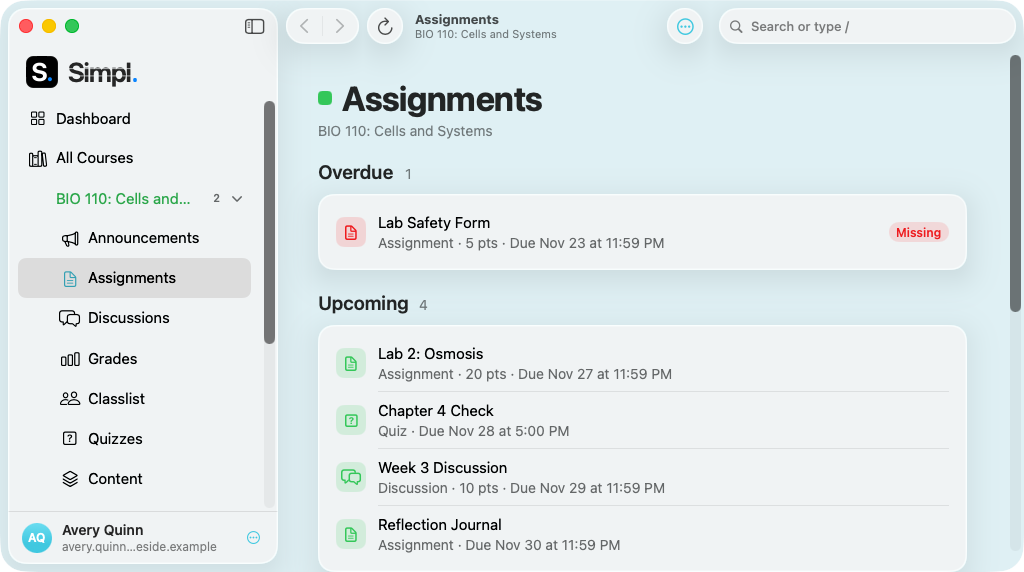 S.
Simpl.
Dashboard
All Courses
BIO 110: Cells and... 2
Announcements
Assignments
Discussions
Grades
Classlist
Quizzes
Content
AQ
Avery Quinn
avery.quinn...eside.example
Assignments
BIO 110: Cells and Systems
Search or type /
Assignments
BIO 110: Cells and Systems
Overdue 1
Lab Safety Form
Assignment · 5 pts · Due Nov 23 at 11:59 PM
Missing
Upcoming 4
Lab 2: Osmosis
Assignment · 20 pts · Due Nov 27 at 11:59 PM
Chapter 4 Check
Quiz · Due Nov 28 at 5:00 PM
Week 3 Discussion
Discussion · 10 pts · Due Nov 29 at 11:59 PM
Reflection Journal
Assignment · Due Nov 30 at 11:59 PM